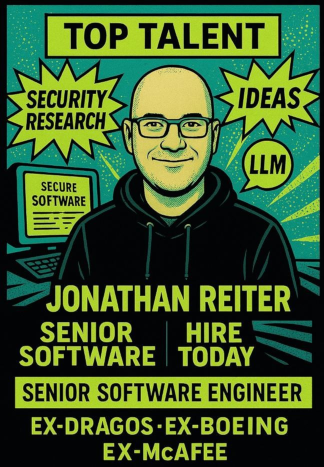 TOP TALENT
SECURITY
RESEARCH
IDEAS
LLM
SECURE
SOFTWARE
JONATHAN REITER
SENIOR
SOFTWARE
HIRE
TODAY
SENIOR SOFTWARE ENGINEER
EX-DRAGOS·EX-BOEING
EX-McAFEE